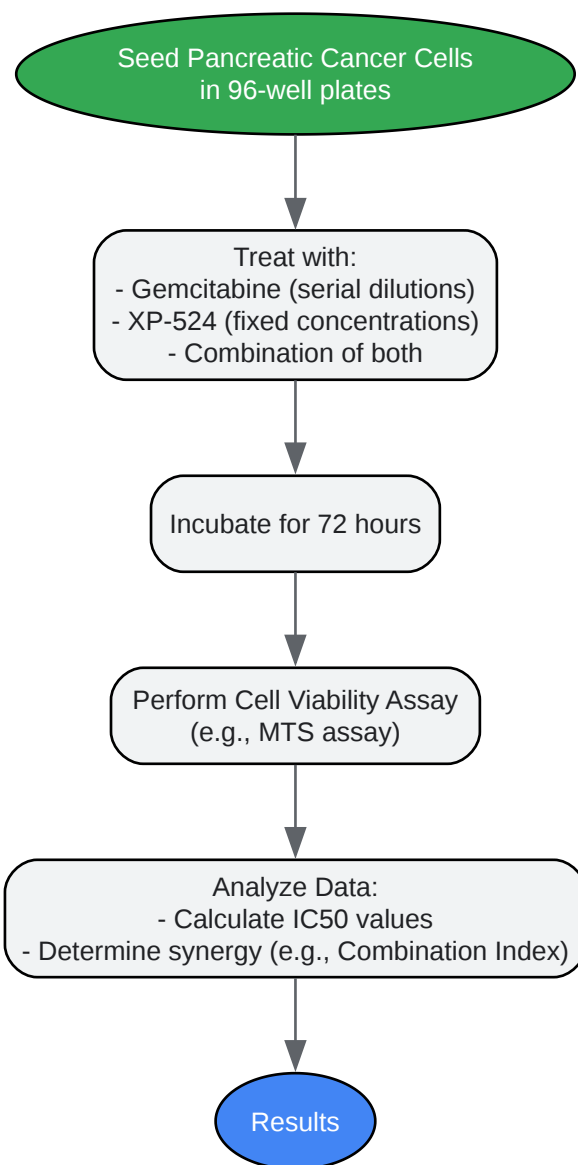 Seed Pancreatic Cancer Cells
in 96-well plates
Treat with:
- Gemcitabine (serial dilutions)
- XP-524 (fixed concentrations)
- Combination of both
Incubate for 72 hours
Perform Cell Viability Assay
(e.g., MTS assay)
Analyze Data:
- Calculate IC50 values
- Determine synergy (e.g., Combination Index)
Results